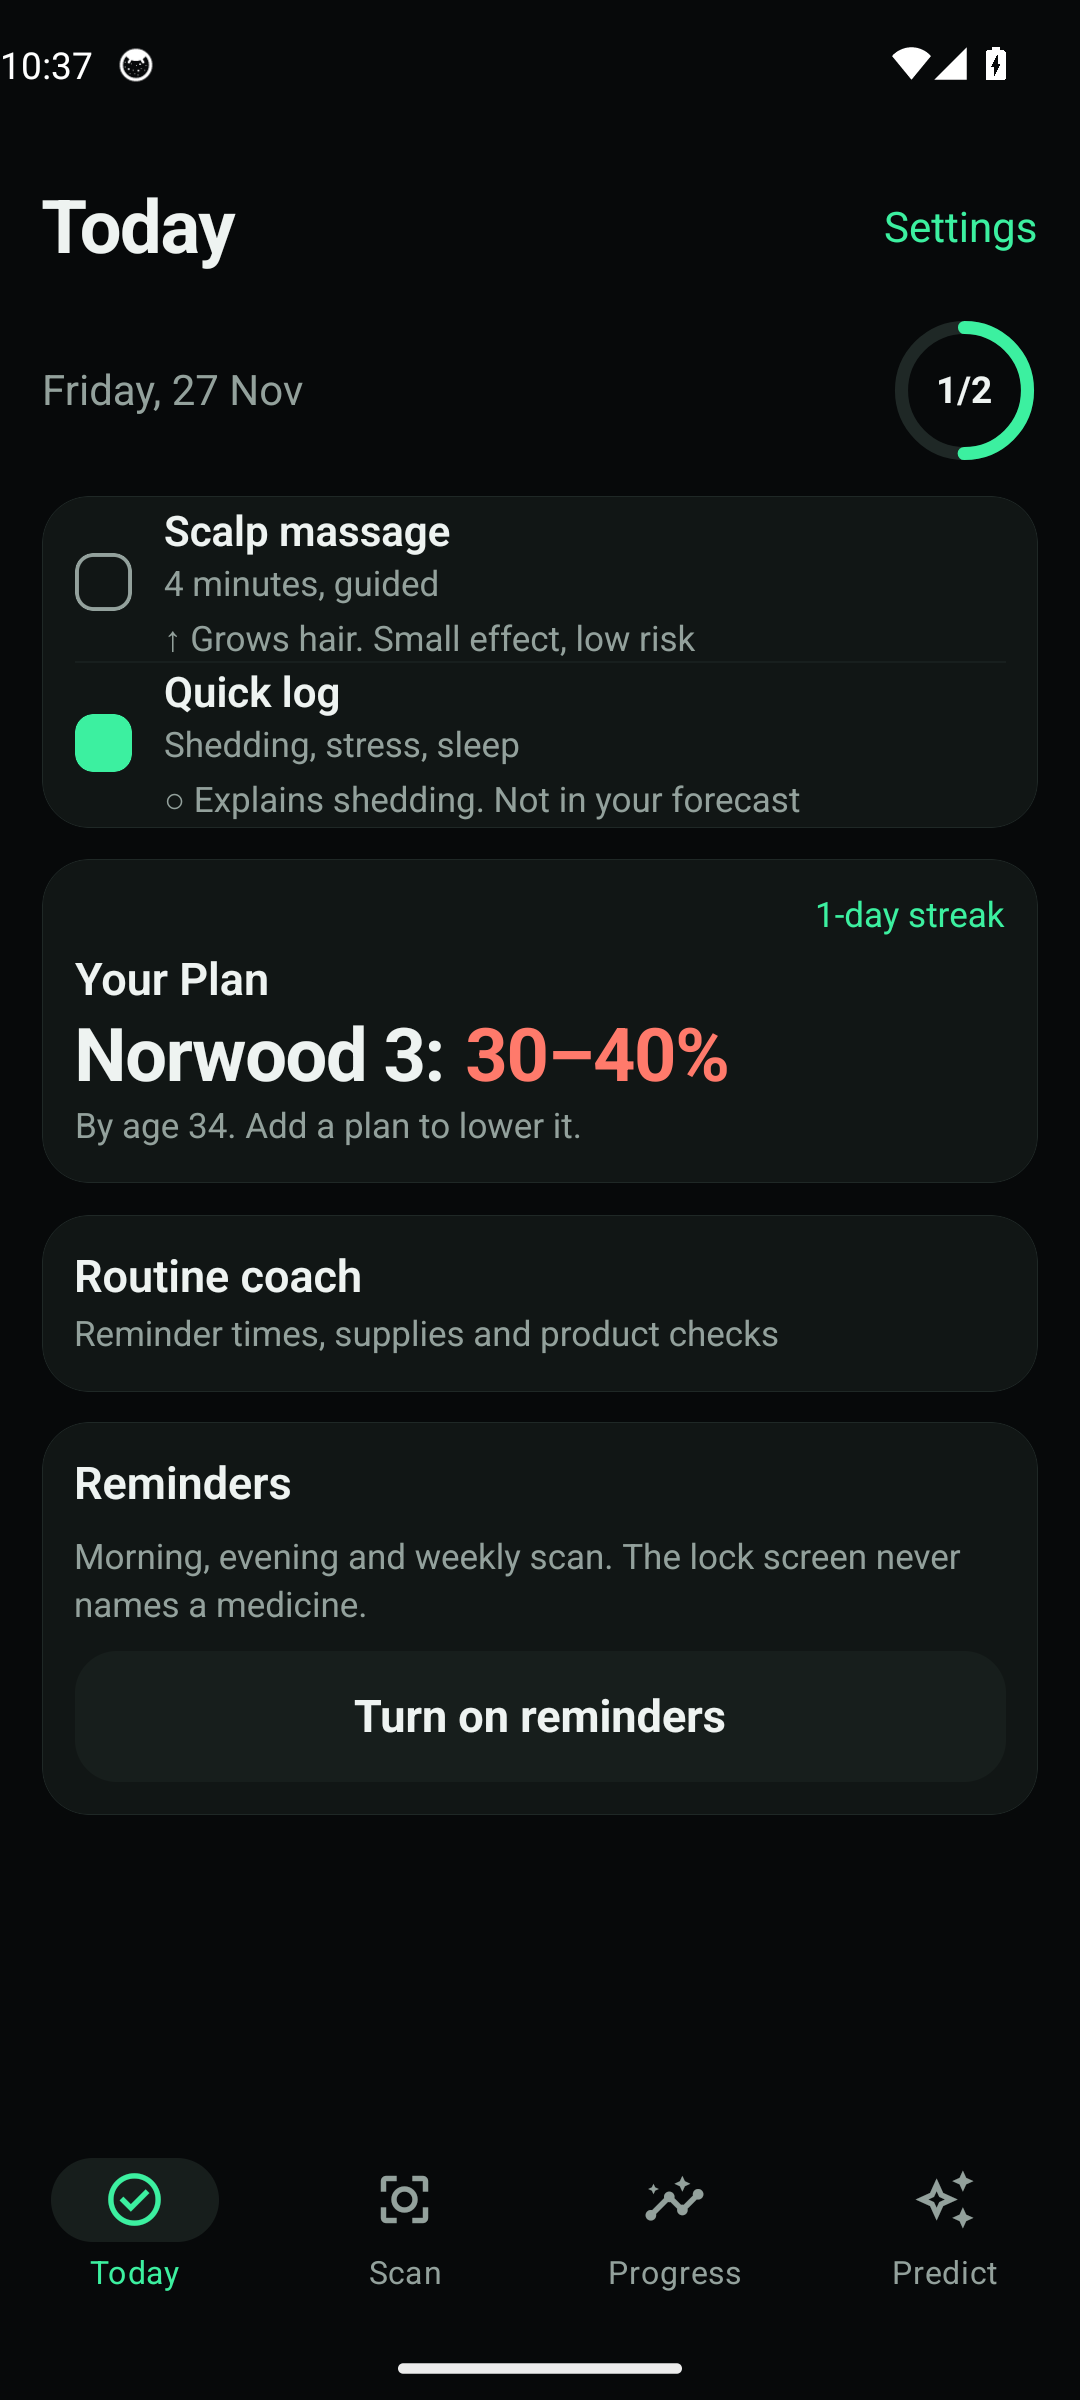 10:37
Today
Settings
Friday, 27 Nov
1/2
Scalp massage
4 minutes, guided
↑ Grows hair. Small effect, low risk
Quick log
Shedding, stress, sleep
○ Explains shedding. Not in your forecast
1-day streak
Your Plan
Norwood 3: 30–40%
By age 34. Add a plan to lower it.
Routine coach
Reminder times, supplies and product checks
Reminders
Morning, evening and weekly scan. The lock screen never
names a medicine.
Turn on reminders
Today
Scan
Progress
Predict